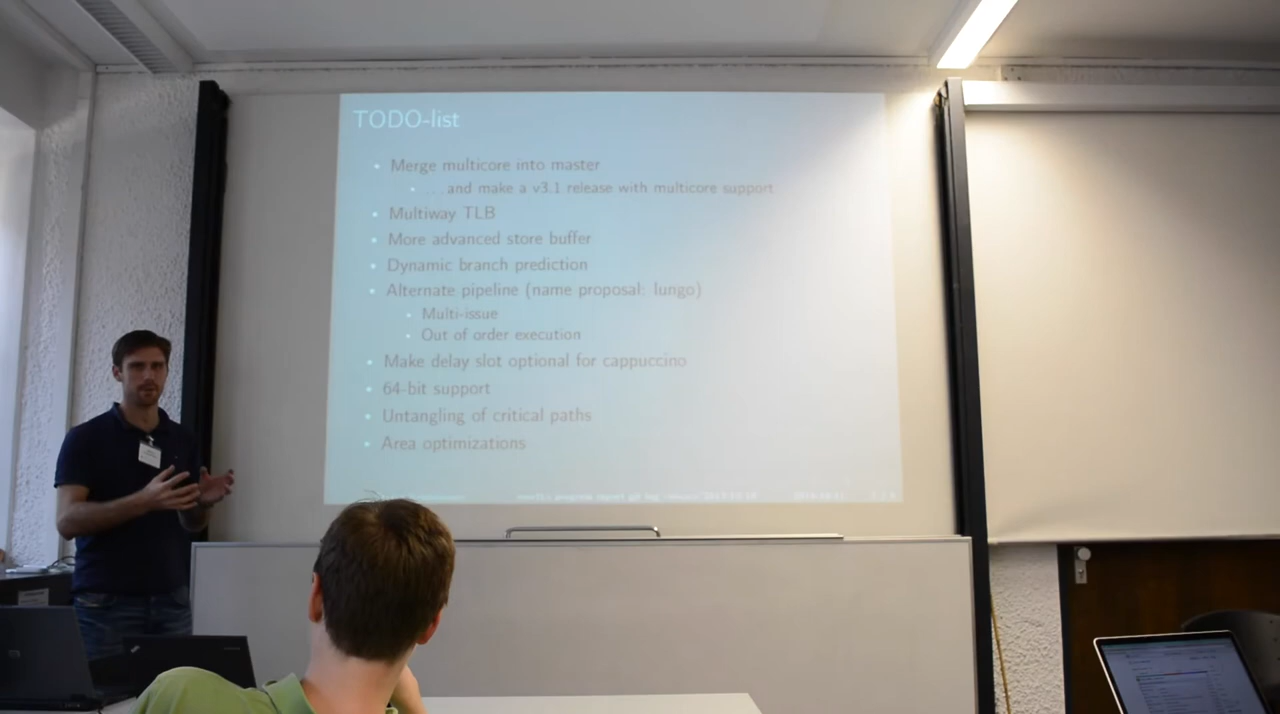 TODO-list
Merge multicore into master
... and make a v3.1 release with multicore support
Multiway TLB
More advanced store buffer
Dynamic branch prediction
Alternate pipeline (name proposal: lungo)
Multi-issue
Out of order execution
Make delay slot optional for cappuccino
64-bit support
Untangling of critical paths
Area optimizations